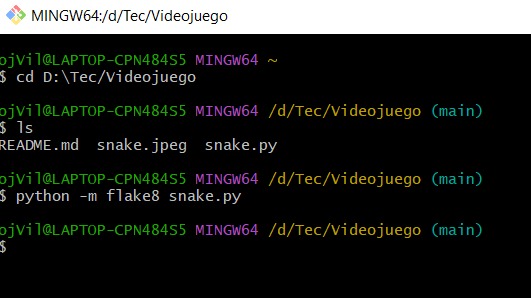 MINGW64:/d/Tec/Videojuego
ojVil@LAPTOP-CPN484S5 MINGW64 ~
$ cd D:\Tec/Videojuego
ojVil@LAPTOP-CPN484S5 MINGW64 /d/Tec/Videojuego (main)
$ ls
README.md  snake.jpeg  snake.py
ojVil@LAPTOP-CPN484S5 MINGW64 /d/Tec/Videojuego (main)
$ python -m flake8 snake.py
ojVil@LAPTOP-CPN484S5 MINGW64 /d/Tec/Videojuego (main)
$